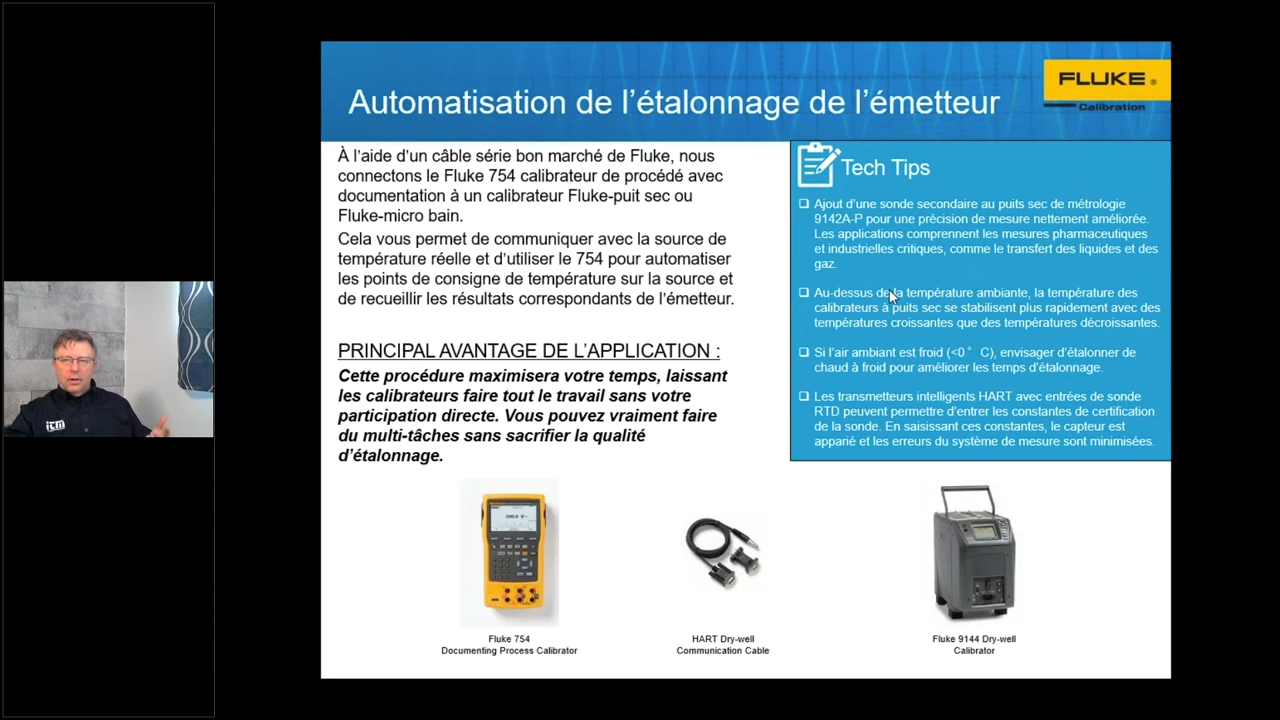 Automatisation de l’étalonnage de l’émetteur
FLUKE ®
Calibration
À l’aide d’un câble série bon marché de Fluke, nous
connectons le Fluke 754 calibrateur de procédé avec
documentation à un calibrateur Fluke-puit sec ou
Fluke-micro bain.
Cela vous permet de communiquer avec la source de
température réelle et d’utiliser le 754 pour automatiser
les points de consigne de température sur la source et
de recueillir les résultats correspondants de l’émetteur.
PRINCIPAL AVANTAGE DE L’APPLICATION :
Cette procédure maximisera votre temps, laissant
les calibrateurs faire tout le travail sans votre
participation directe. Vous pouvez vraiment faire
du multi-tâches sans sacrifier la qualité
d’étalonnage.
Tech Tips
Ajout d’une sonde secondaire au puits sec de métrologie
9142A-P pour une précision de mesure nettement améliorée.
Les applications comprennent les mesures pharmaceutiques
et industrielles critiques, comme le transfert des liquides et des
gaz.
Au-dessus de la température ambiante, la température des
calibrateurs à puits sec se stabilisent plus rapidement avec des
températures croissantes que des températures décroissantes.
Si l’air ambiant est froid (<0° C), envisager d’étalonner de
chaud à froid pour améliorer les temps d’étalonnage.
Les transmetteurs intelligents HART avec entrées de sonde
RTD peuvent permettre d’entrer les constantes de certification
de la sonde. En saisissant ces constantes, le capteur est
apparié et les erreurs du système de mesure sont minimisées.
itm
Fluke 754
Documenting Process Calibrator
HART Dry-well
Communication Cable
Fluke 9144 Dry-well
Calibrator